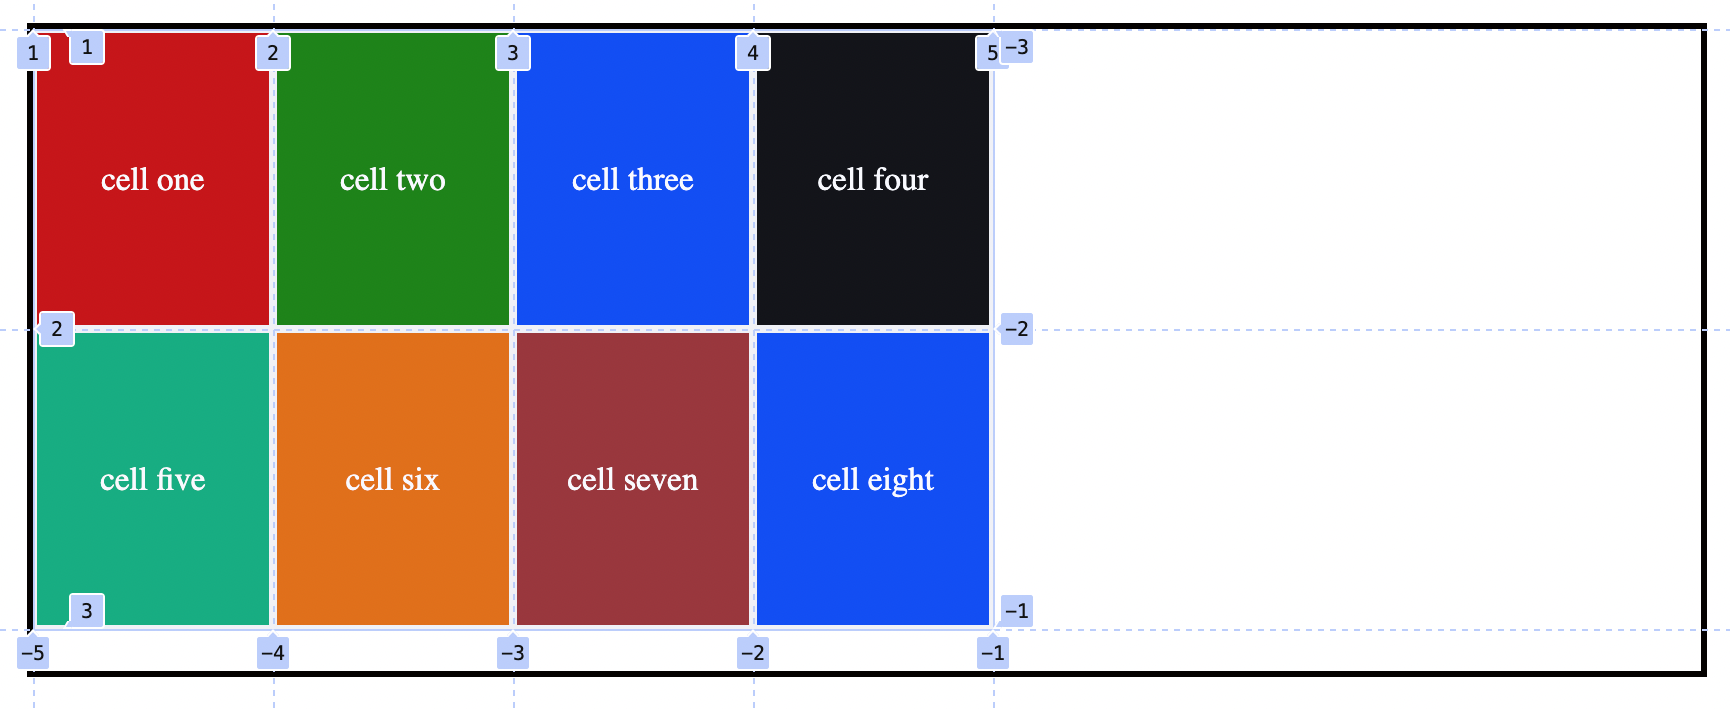 1 1 2 3 4 5 −3
cell one cell two cell three cell four
2 −2
cell five cell six cell seven cell eight
3 −1
−5 −4 −3 −2 −1